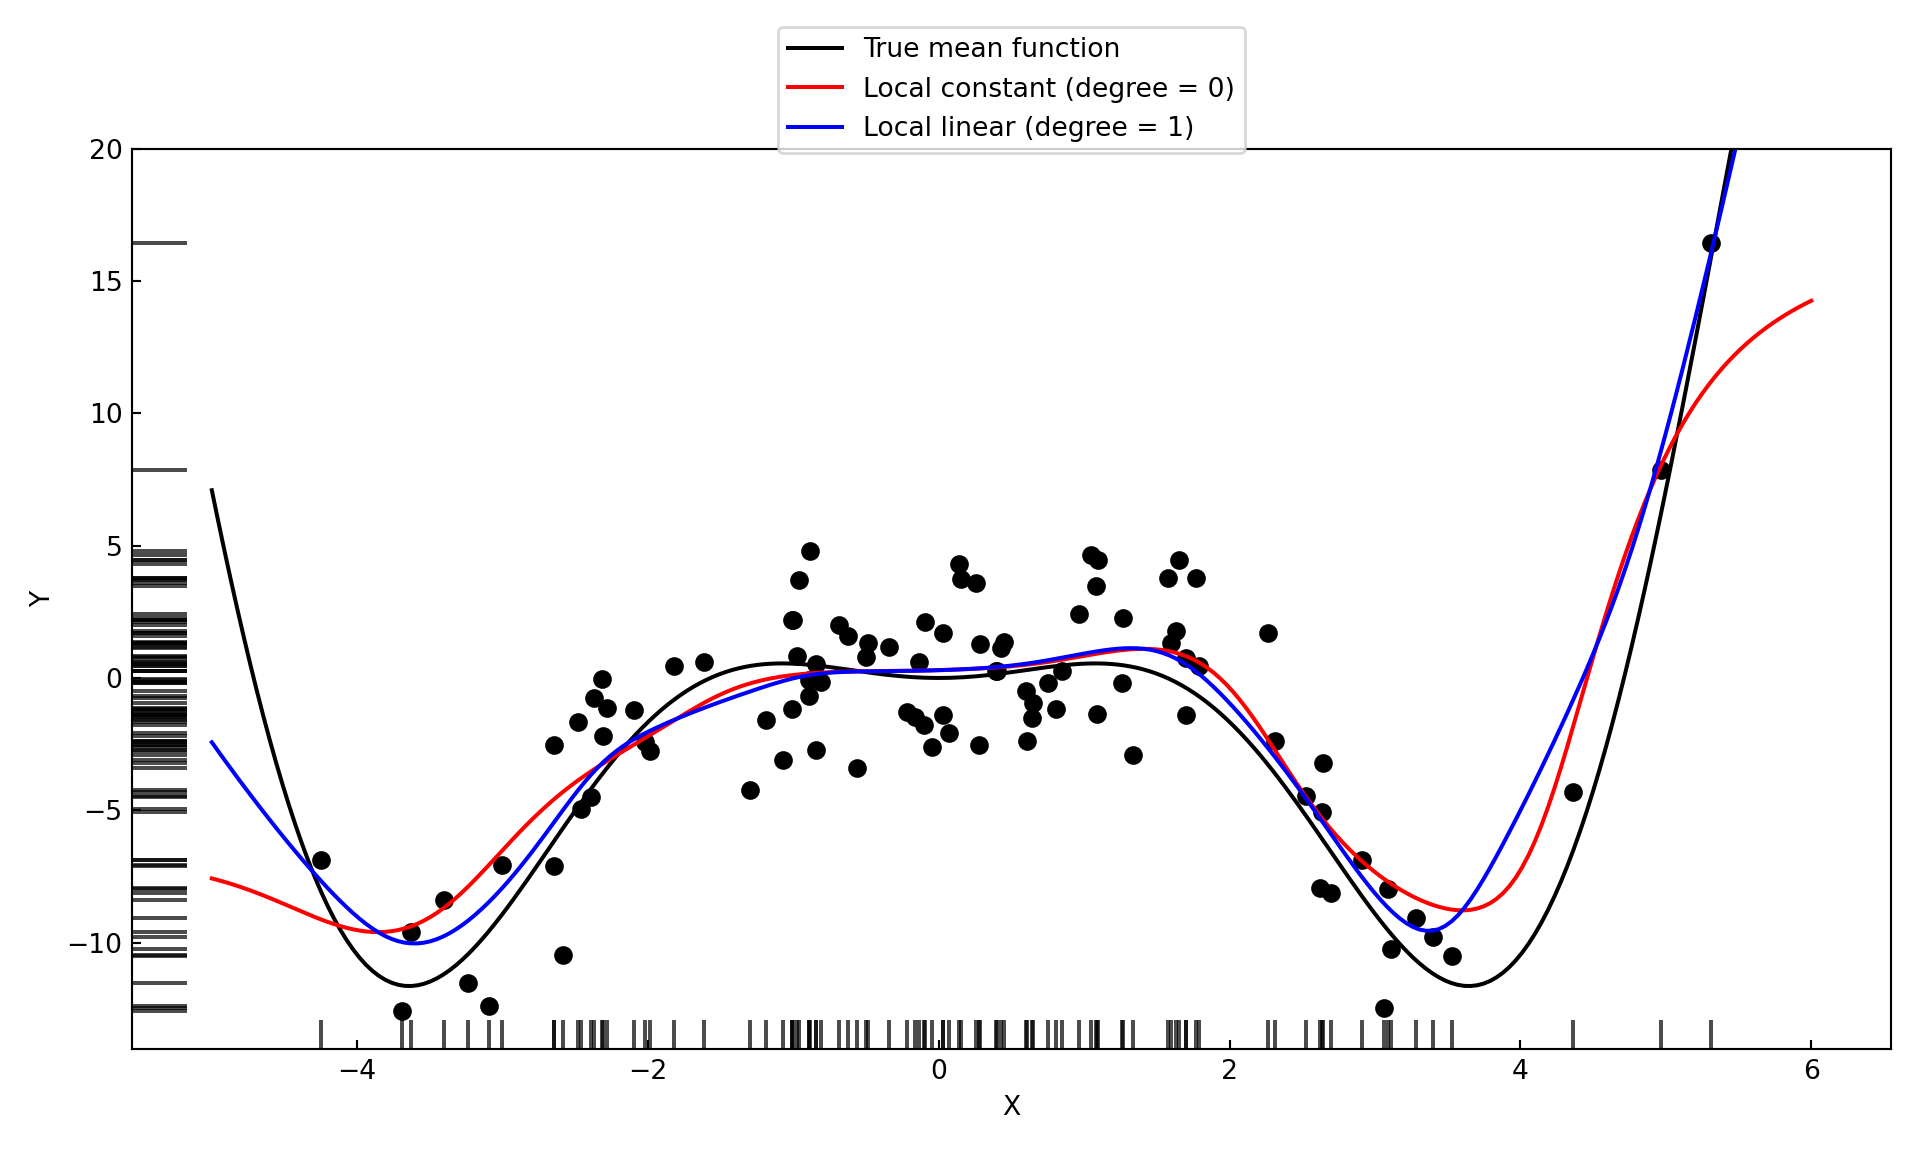 True mean function
Local constant (degree = 0)
Local linear (degree = 1)
20
15
10
5
0
−5
−10
Y
−4 −2 0 2 4 6
X